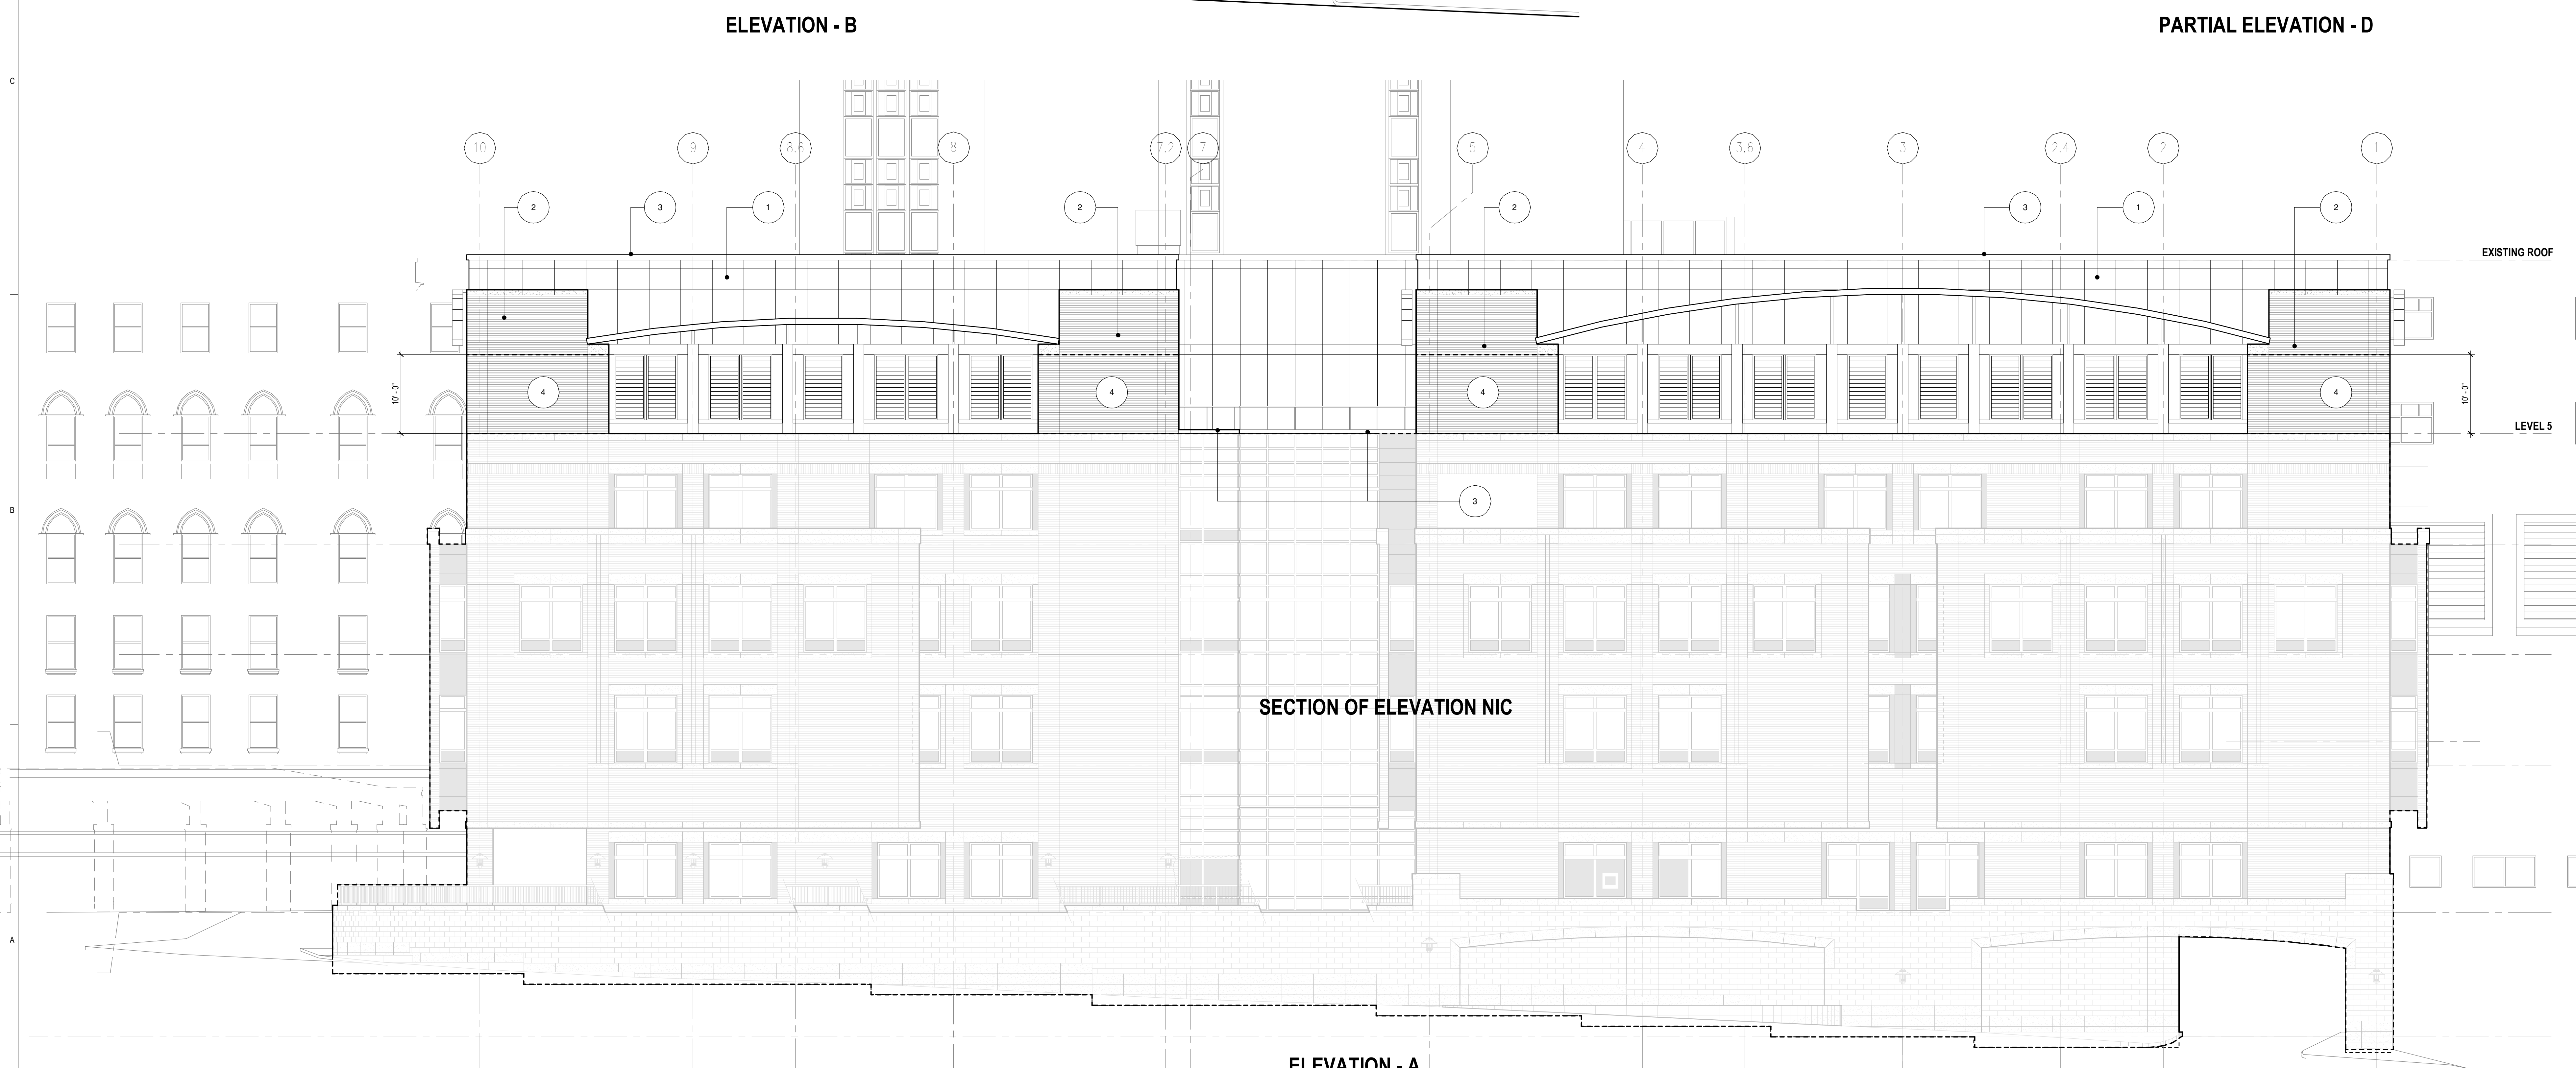 ELEVATION - B
PARTIAL ELEVATION - D
C
10
9
8.6
8
7.2
7
5
4
3.6
3
2.4
2
1
2
3
1
2
2
3
1
2
EXISTING ROOF
10' - 0"
4
4
4
4
10' - 0"
LEVEL 5
3
B
SECTION OF ELEVATION NIC
A
ELEVATION - A